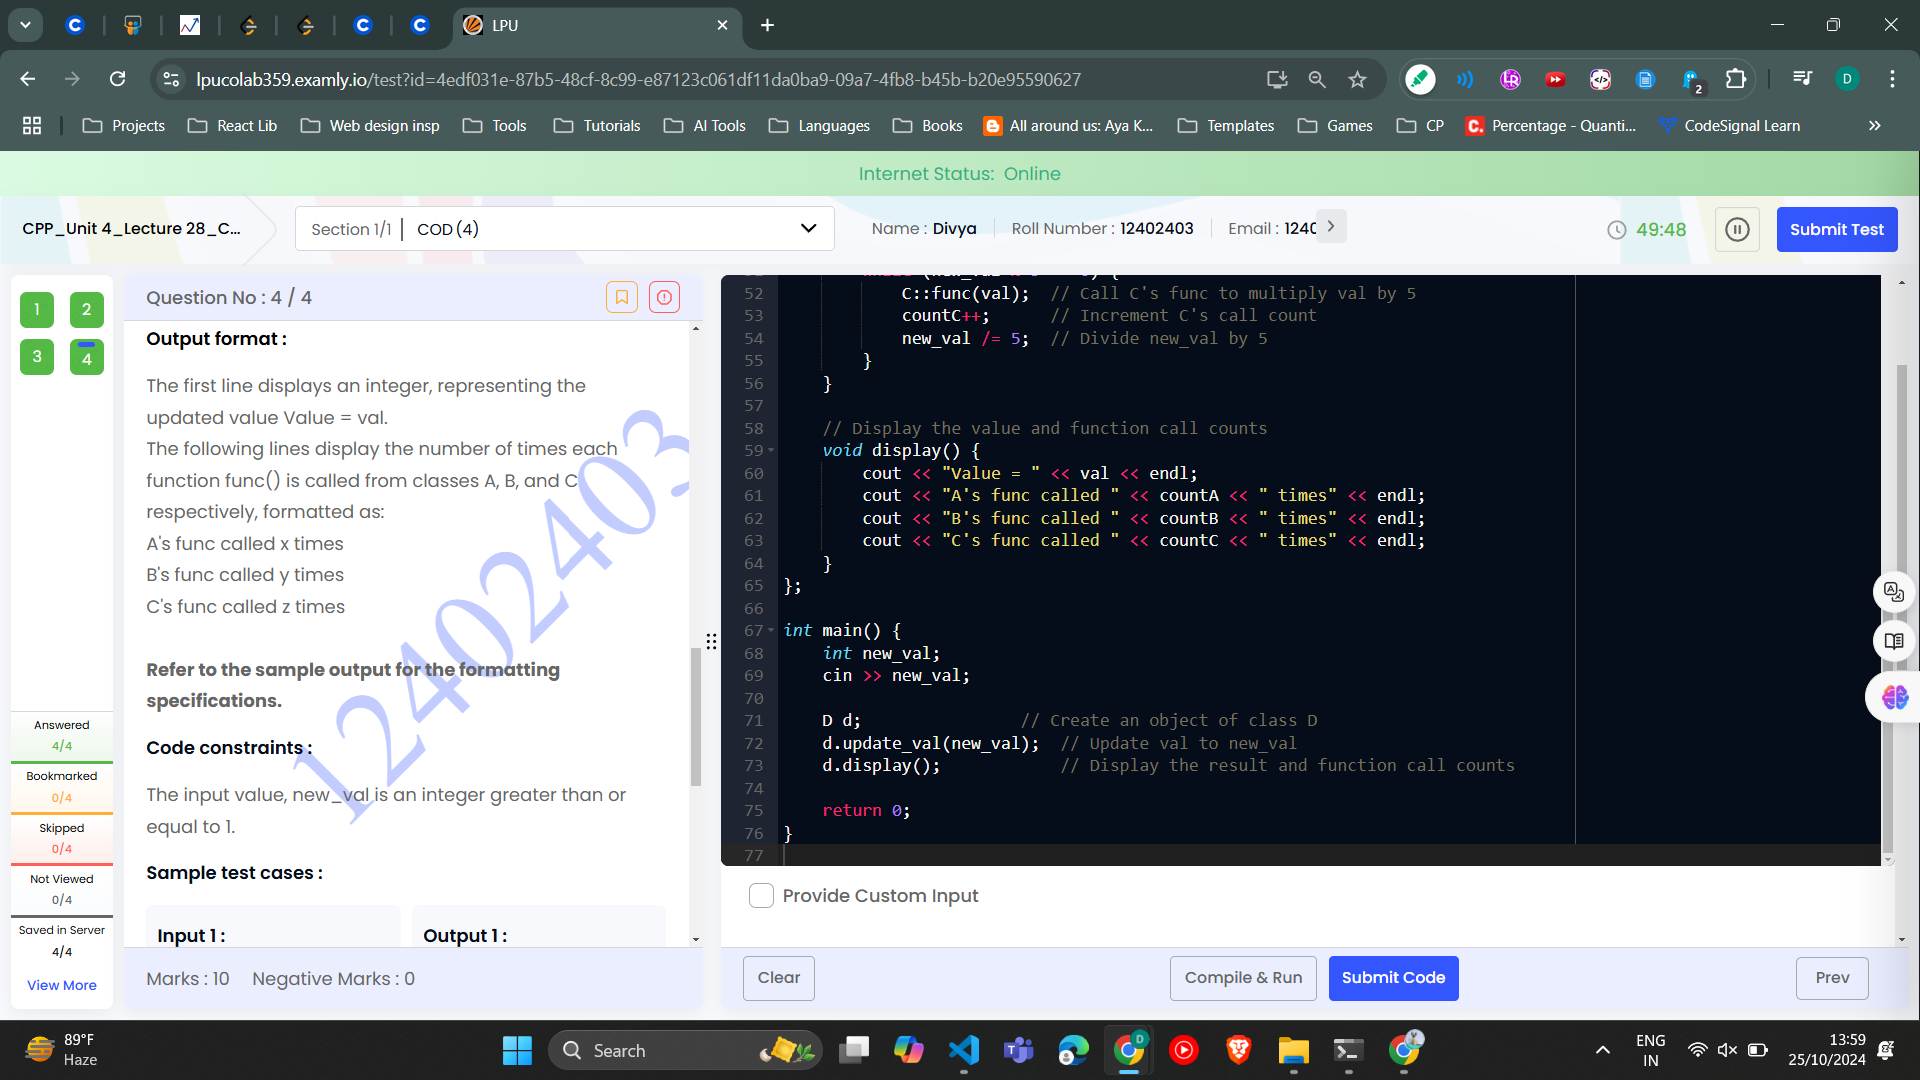 LPU
lpucolab359.examly.io/test?id=4edf031e-87b5-48cf-8c99-e87123c061df11da0ba9-09a7-4fb8-b45b-b20e95590627
2
D
Projects
React Lib
Web design insp
Tools
Tutorials
AI Tools
Languages
Books
All around us: Aya K...
Templates
Games
CP
Percentage - Quanti...
CodeSignal Learn
Internet Status: Online
CPP_Unit 4_Lecture 28_C...
Section 1/1 | COD (4)
Name : Divya
Roll Number : 12402403
Email : 1240
49:48
Submit Test
1
2
3
4
Answered
4/4
Bookmarked
0/4
Skipped
0/4
Not Viewed
0/4
Saved in Server
4/4
View More
Question No : 4 / 4
Output format :
The first line displays an integer, representing the
updated value Value = val.
The following lines display the number of times each
function func() is called from classes A, B, and C
respectively, formatted as:
A's func called x times
B's func called y times
C's func called z times
Refer to the sample output for the formatting
specifications.
Code constraints :
The input value, new_val is an integer greater than or
equal to 1.
Sample test cases :
Input 1 :
Output 1 :
12402403
Marks : 10 Negative Marks : 0
52 C::func(val); // Call C's func to multiply val by 5
53 countC++; // Increment C's call count
54 new_val /= 5; // Divide new_val by 5
55 }
56 }
57
58 // Display the value and function call counts
59 void display() {
60 cout << "Value = " << val << endl;
61 cout << "A's func called " << countA << " times" << endl;
62 cout << "B's func called " << countB << " times" << endl;
63 cout << "C's func called " << countC << " times" << endl;
64 }
65 };
66
67 int main() {
68 int new_val;
69 cin >> new_val;
70
71 D d; // Create an object of class D
72 d.update_val(new_val); // Update val to new_val
73 d.display(); // Display the result and function call counts
74
75 return 0;
76 }
77
Provide Custom Input
Clear
Compile & Run
Submit Code
Prev
89°F
Haze
Search
ENG
IN
13:59
25/10/2024